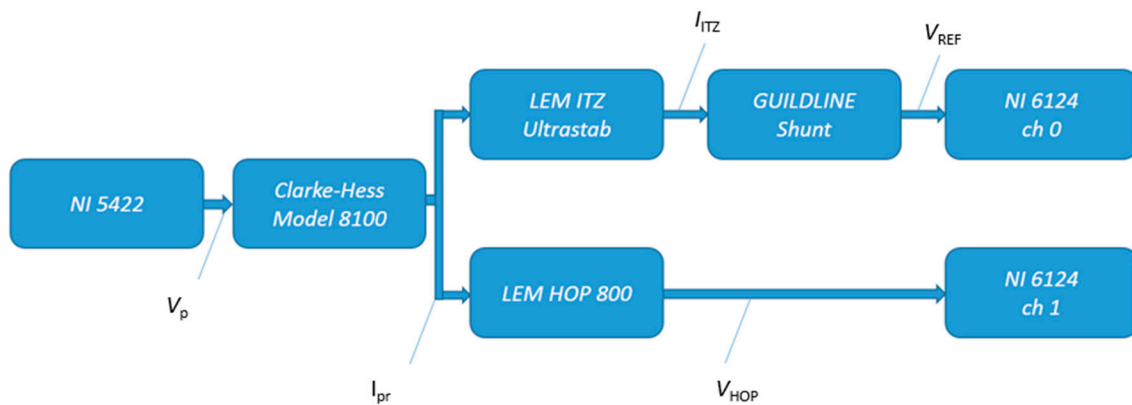 I_ITZ
V_REF
LEM ITZ
Ultrastab
GUILDLINE
Shunt
NI 6124
ch 0
NI 5422
Clarke-Hess
Model 8100
LEM HOP 800
NI 6124
ch 1
V_p
I_pr
V_HOP